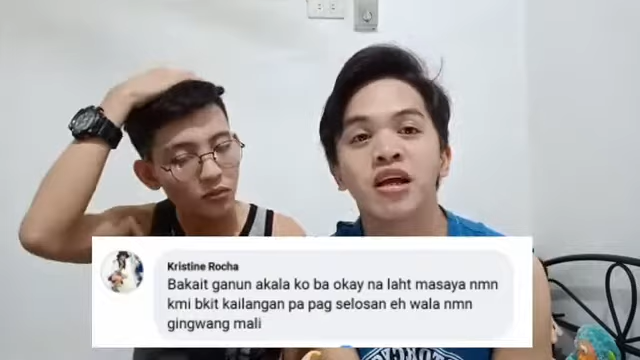 Kristine Rocha
Bakait ganun akala ko ba okay na laht masaya nmn
kmi bkit kailangan pa pag selosan eh wala nmn
gingwang mali